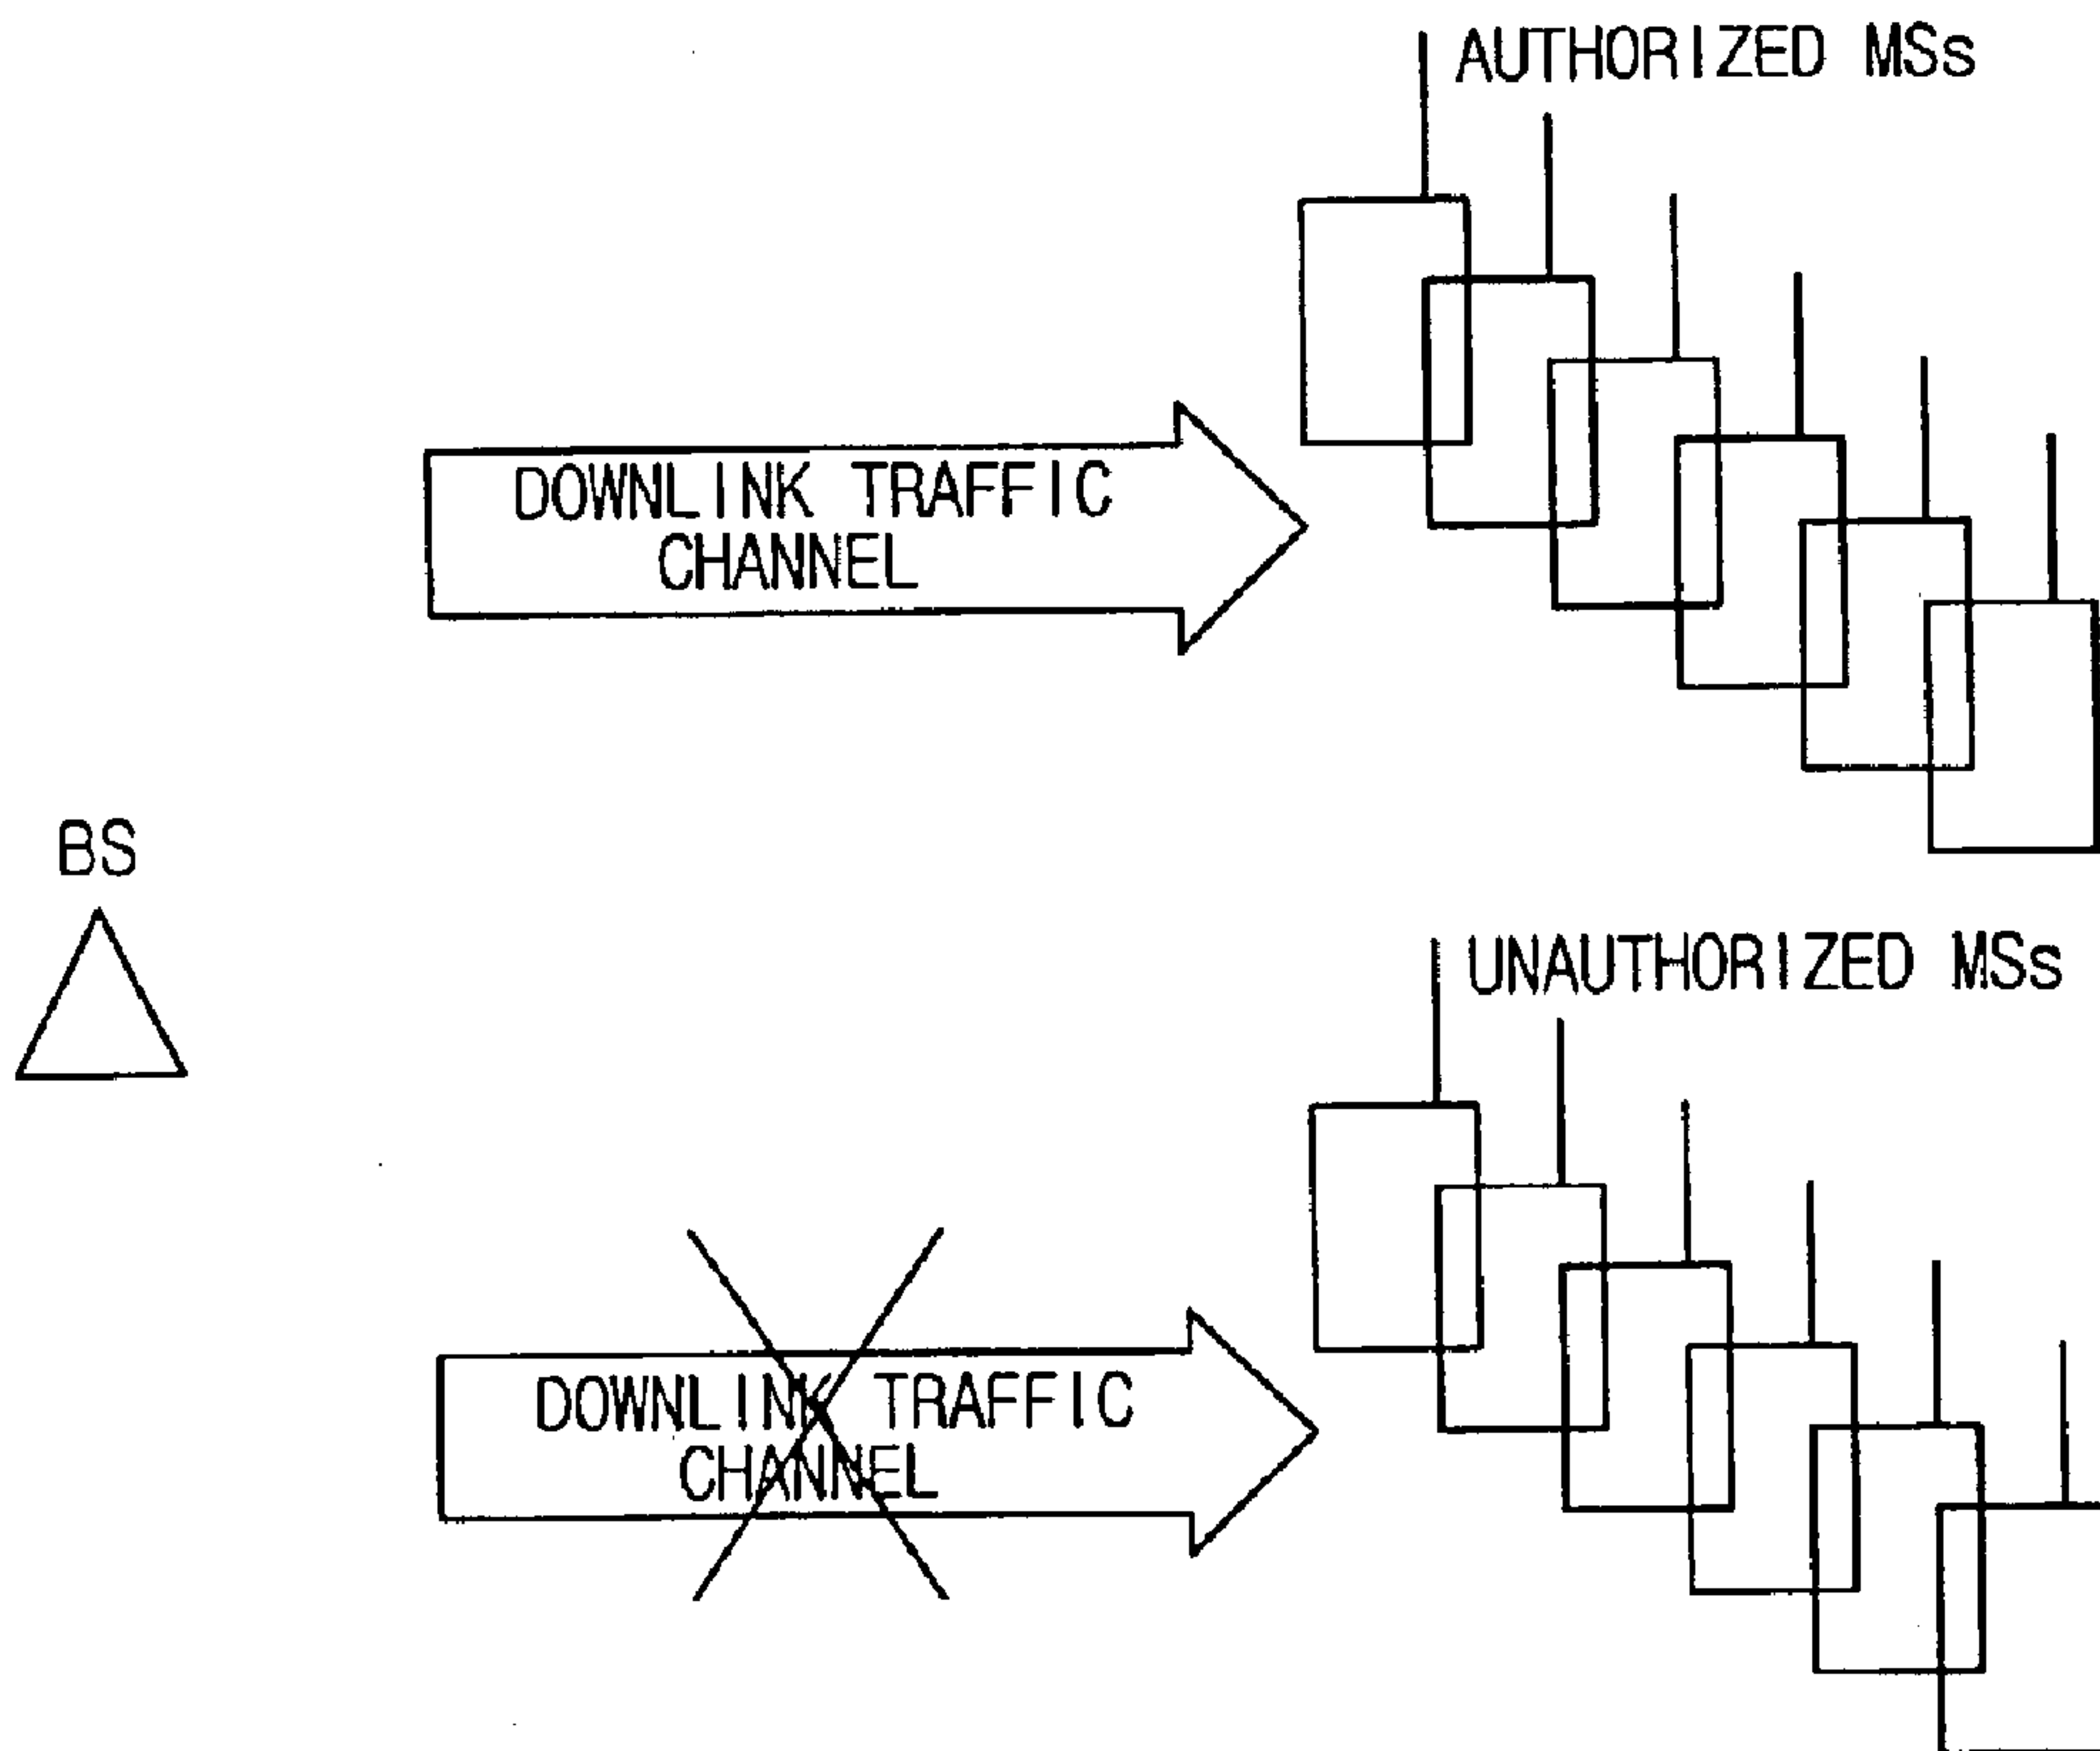 AUTHORIZED MSs
DOWNLINK TRAFFIC
CHANNEL
BS
UNAUTHORIZED MSs
DOWNLINK TRAFFIC
CHANNEL